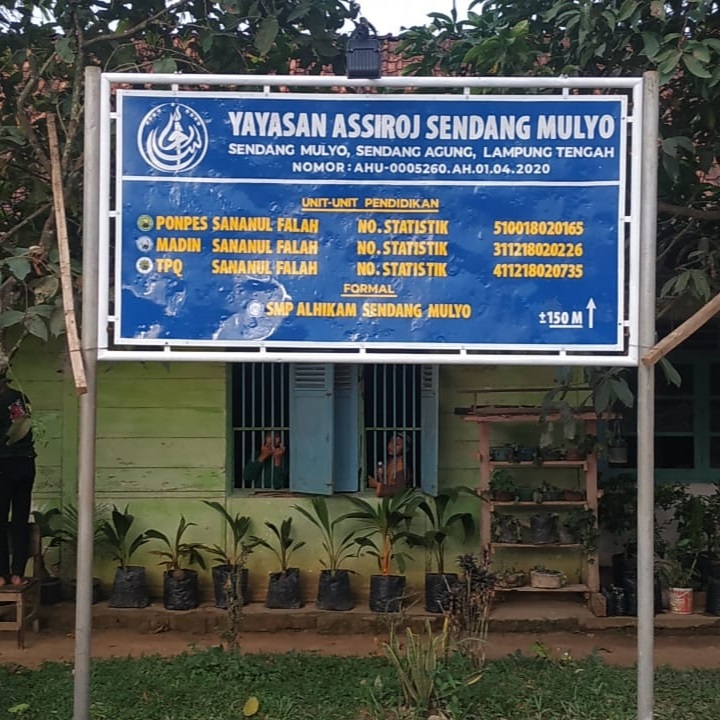 YAYASAN ASSIROJ SENDANG MULYO
SENDANG MULYO, SENDANG AGUNG, LAMPUNG TENGAH
NOMOR : AHU-0005260.AH.01.04.2020
UNIT-UNIT PENDIDIKAN
PONPES SANANUL FALAH NO. STATISTIK 510018020165
MADIN SANANUL FALAH NO. STATISTIK 311218020226
TPQ SANANUL FALAH NO. STATISTIK 411218020735
FORMAL
SMP ALHIKAM SENDANG MULYO
±150 M